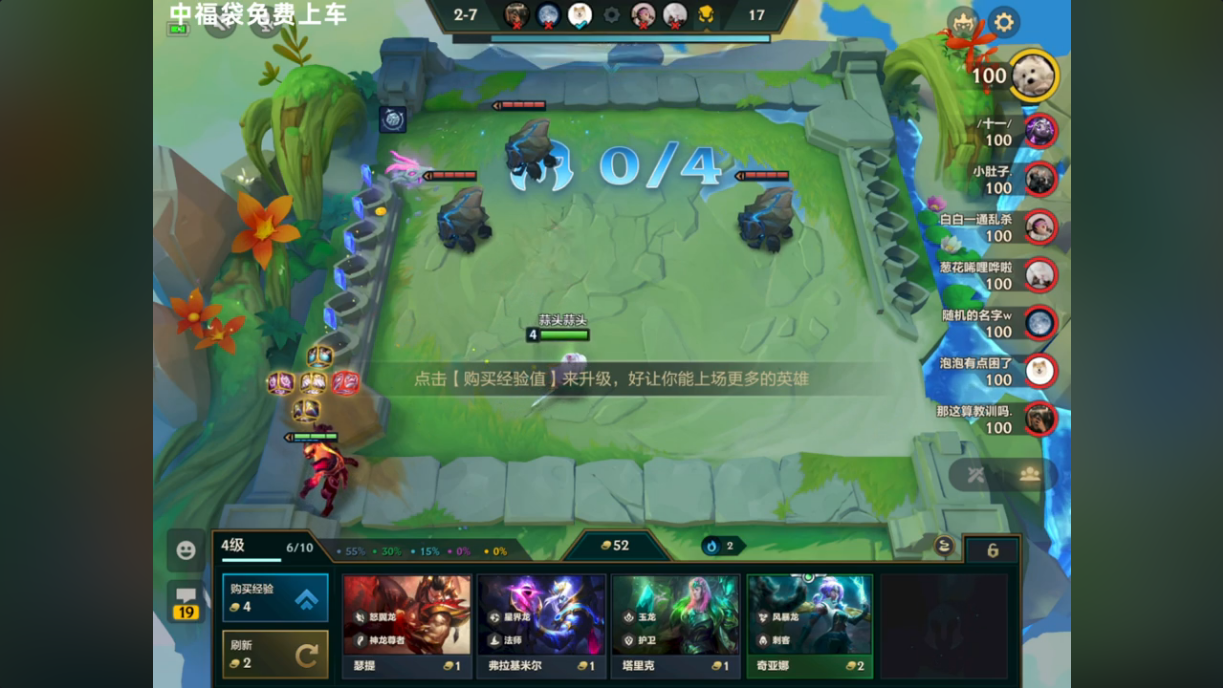 中福袋免费上车
2-7
17
100
/十一/
100
小肚子.
100
白白一通乱杀
100
葱花唏哩哗啦
100
随机的名字w
100
泡泡有点困了
100
那这算教训吗.
100
0/4
蒜头蒜头
4
点击【购买经验值】来升级，好让你能上场更多的英雄
4级
6/10
55%
30%
15%
0%
0%
52
2
6
19
购买经验
4
刷新
2
怒翼龙
神龙尊者
瑟提
1
星界龙
法师
弗拉基米尔
1
玉龙
护卫
塔里克
1
风暴龙
刺客
奇亚娜
2